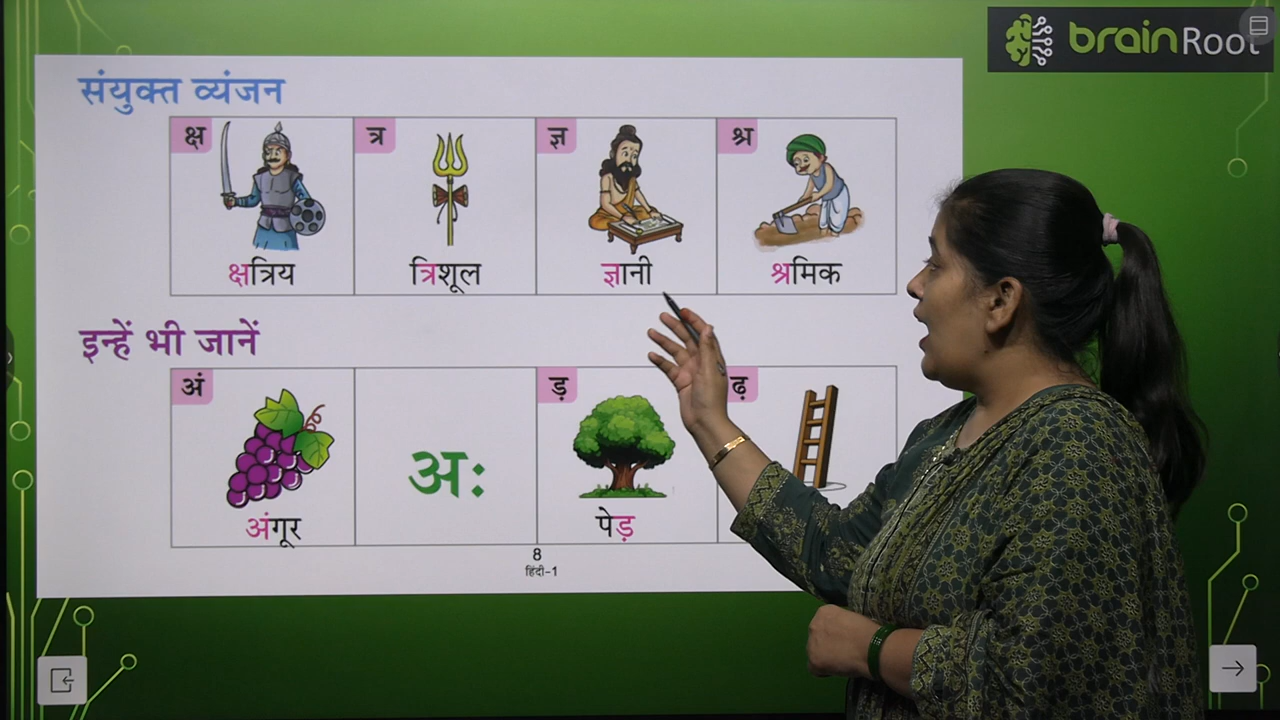 brainRoot
संयुक्त व्यंजन
क्ष त्र ज्ञ श्र
क्षत्रिय त्रिशूल ज्ञानी श्रमिक
इन्हें भी जानें
अं ड़ ढ़
अः
अंगूर पेड़
8
हिंदी-1